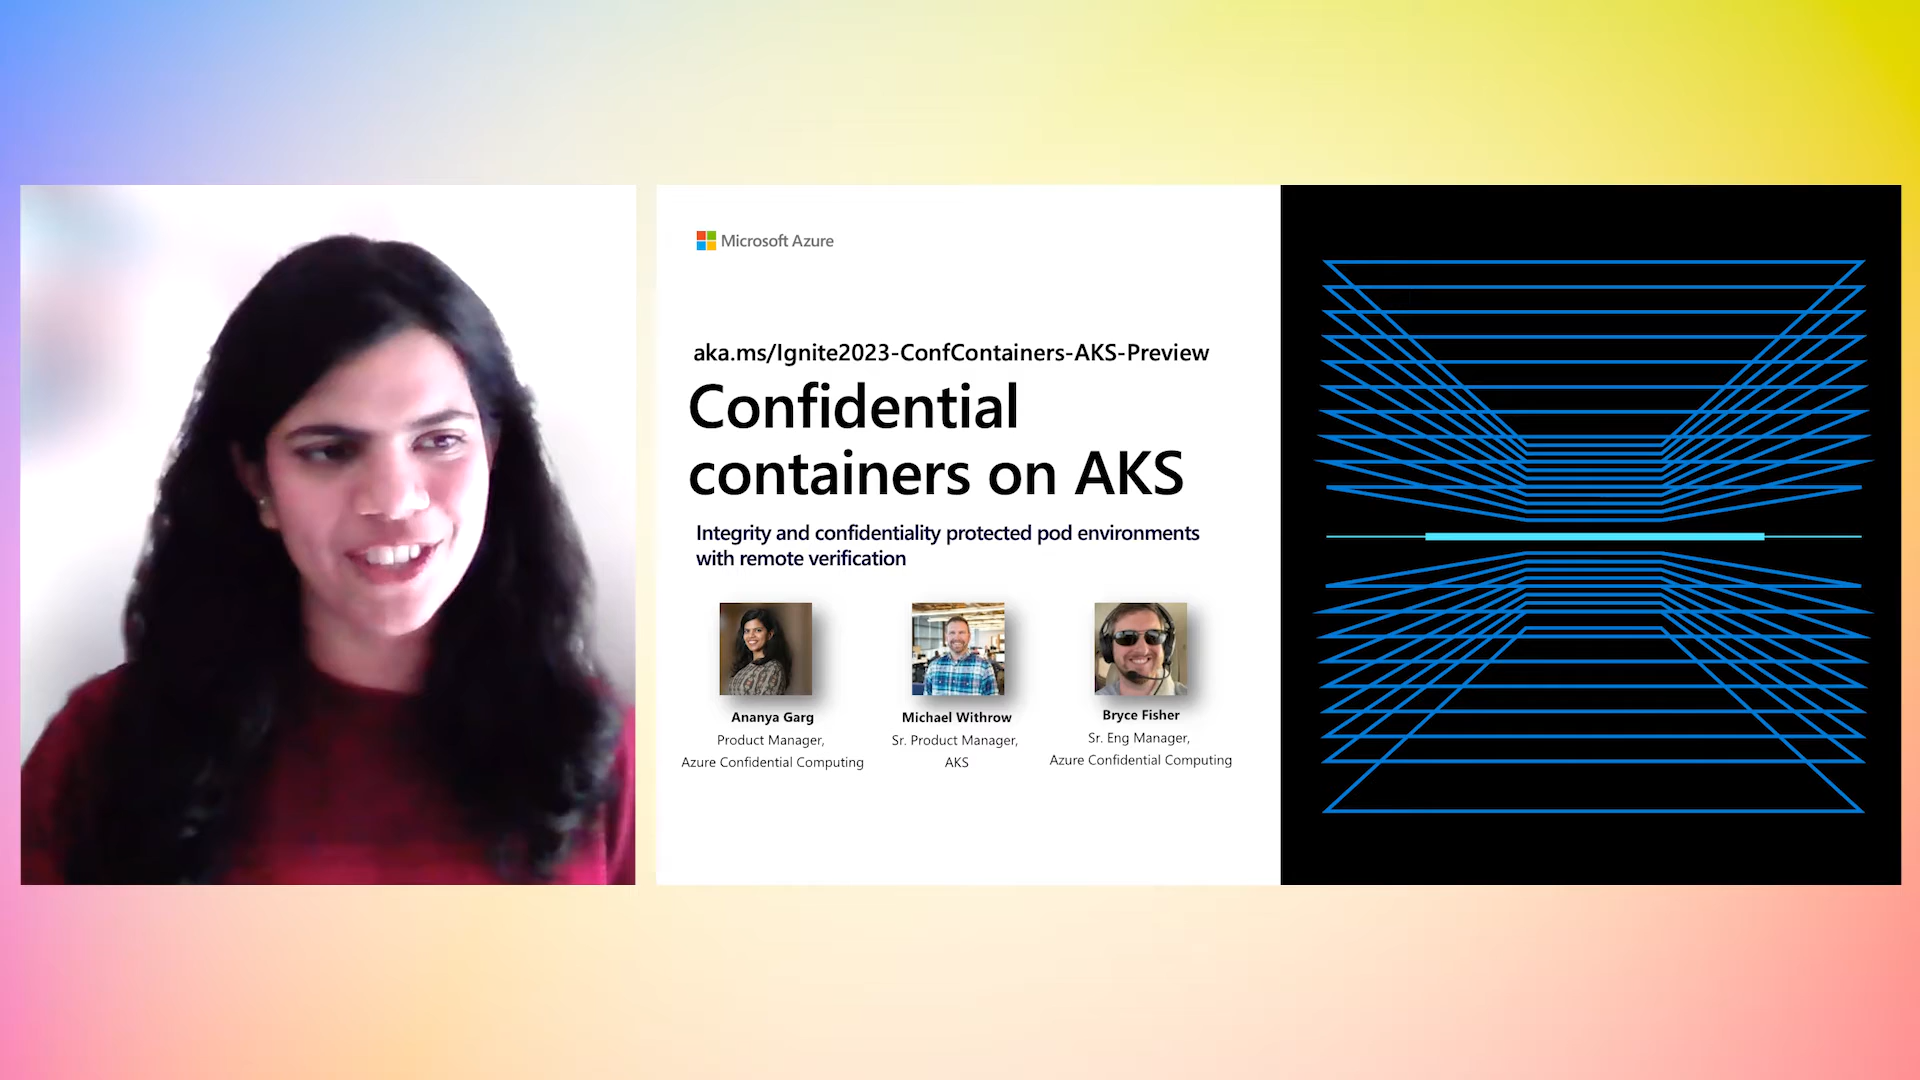 Microsoft Azure
aka.ms/Ignite2023-ConfContainers-AKS-Preview
Confidential
containers on AKS
Integrity and confidentiality protected pod environments
with remote verification
Ananya Garg
Product Manager,
Azure Confidential Computing
Michael Withrow
Sr. Product Manager,
AKS
Bryce Fisher
Sr. Eng Manager,
Azure Confidential Computing